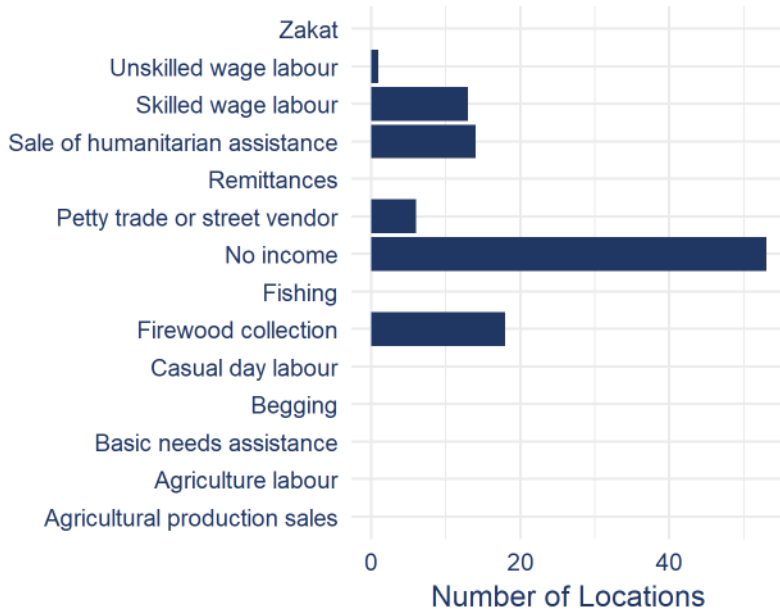 Zakat
Unskilled wage labour
Skilled wage labour
Sale of humanitarian assistance
Remittances
Petty trade or street vendor
No income
Fishing
Firewood collection
Casual day labour
Begging
Basic needs assistance
Agriculture labour
Agricultural production sales
0 20 40
Number of Locations